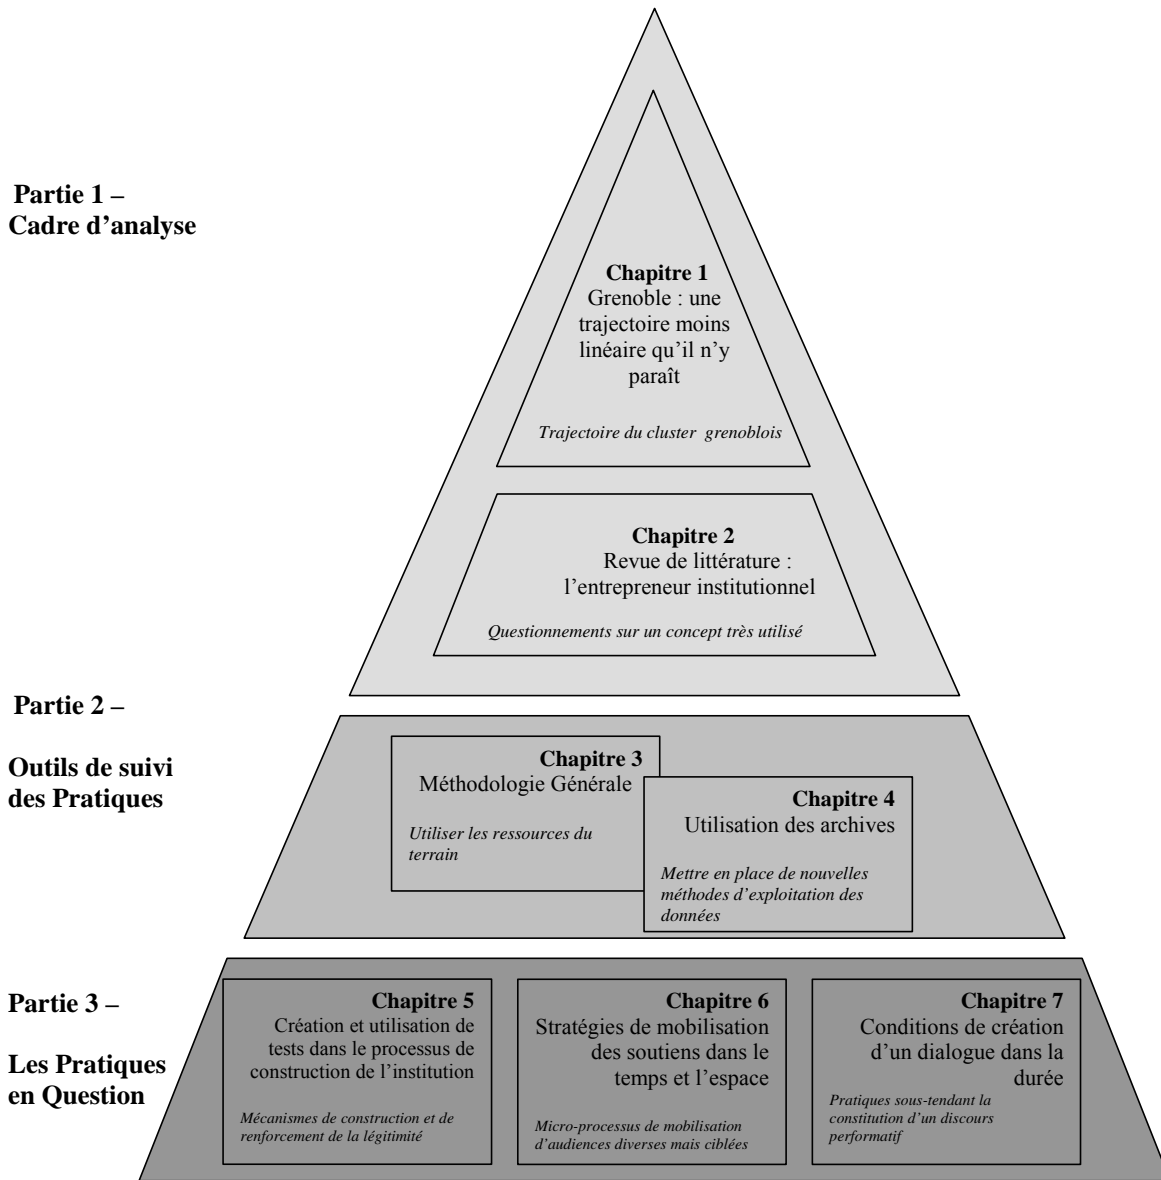 Partie 1 –
Cadre d'analyse
Chapitre 1
Grenoble : une
trajectoire moins
linéaire qu'il n'y
paraît
Trajectoire du cluster grenoblois
Chapitre 2
Revue de littérature :
l'entrepreneur institutionnel
Questionnements sur un concept très utilisé
Partie 2 –
Outils de suivi
des Pratiques
Chapitre 3
Méthodologie Générale
Utiliser les ressources du
terrain
Chapitre 4
Utilisation des archives
Mettre en place de nouvelles
méthodes d'exploitation des
données
Partie 3 –
Les Pratiques
en Question
Chapitre 5
Création et utilisation de
tests dans le processus de
construction de l'institution
Mécanismes de construction et de
renforcement de la légitimité
Chapitre 6
Stratégies de mobilisation
des soutiens dans le
temps et l'espace
Micro-processus de mobilisation
d'audiences diverses mais ciblées
Chapitre 7
Conditions de création
d'un dialogue dans la
durée
Pratiques sous-tendant la
constitution d'un discours
performatif